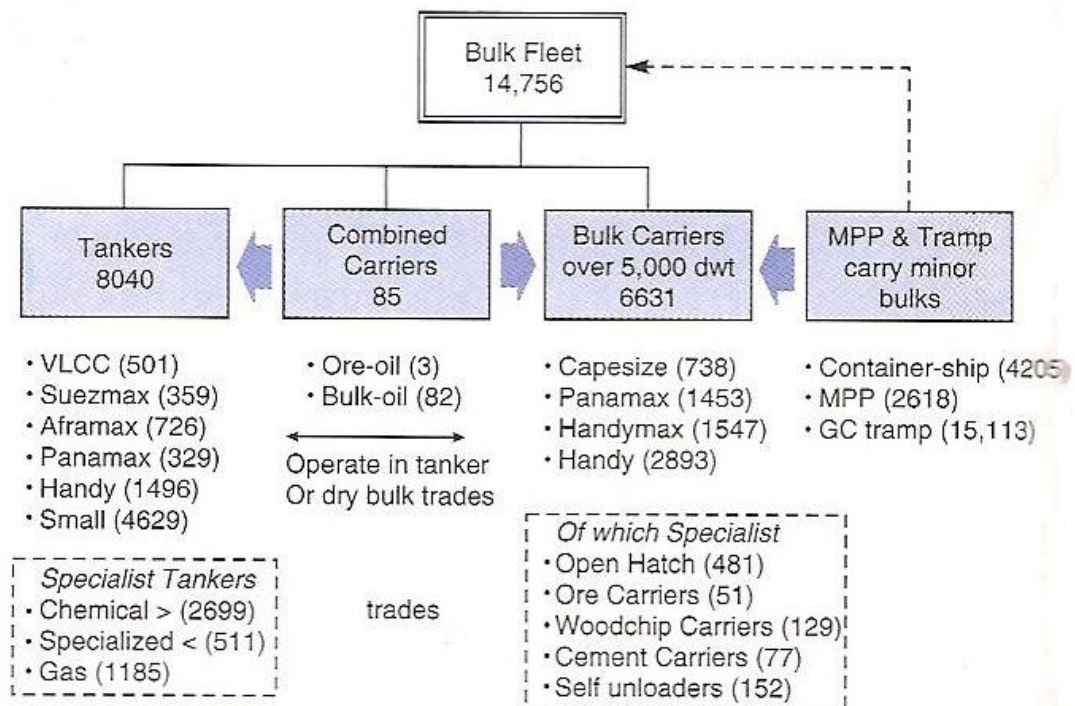 Bulk Fleet
14,756
Tankers
8040
Combined
Carriers
85
Bulk Carriers
over 5,000 dwt
6631
MPP & Tramp
carry minor
bulks
· VLCC (501)
· Suezmax (359)
· Aframax (726)
· Panamax (329)
· Handy (1496)
· Small (4629)
· Ore-oil (3)
· Bulk-oil (82)
Operate in tanker
Or dry bulk trades
· Capesize (738)
· Panamax (1453)
· Handymax (1547)
· Handy (2893)
· Container-ship (4205)
· MPP (2618)
· GC tramp (15,113)
Specialist Tankers
· Chemical > (2699)
· Specialized < (511)
· Gas (1185)
trades
Of which Specialist
· Open Hatch (481)
· Ore Carriers (51)
· Woodchip Carriers (129)
· Cement Carriers (77)
· Self unloaders (152)